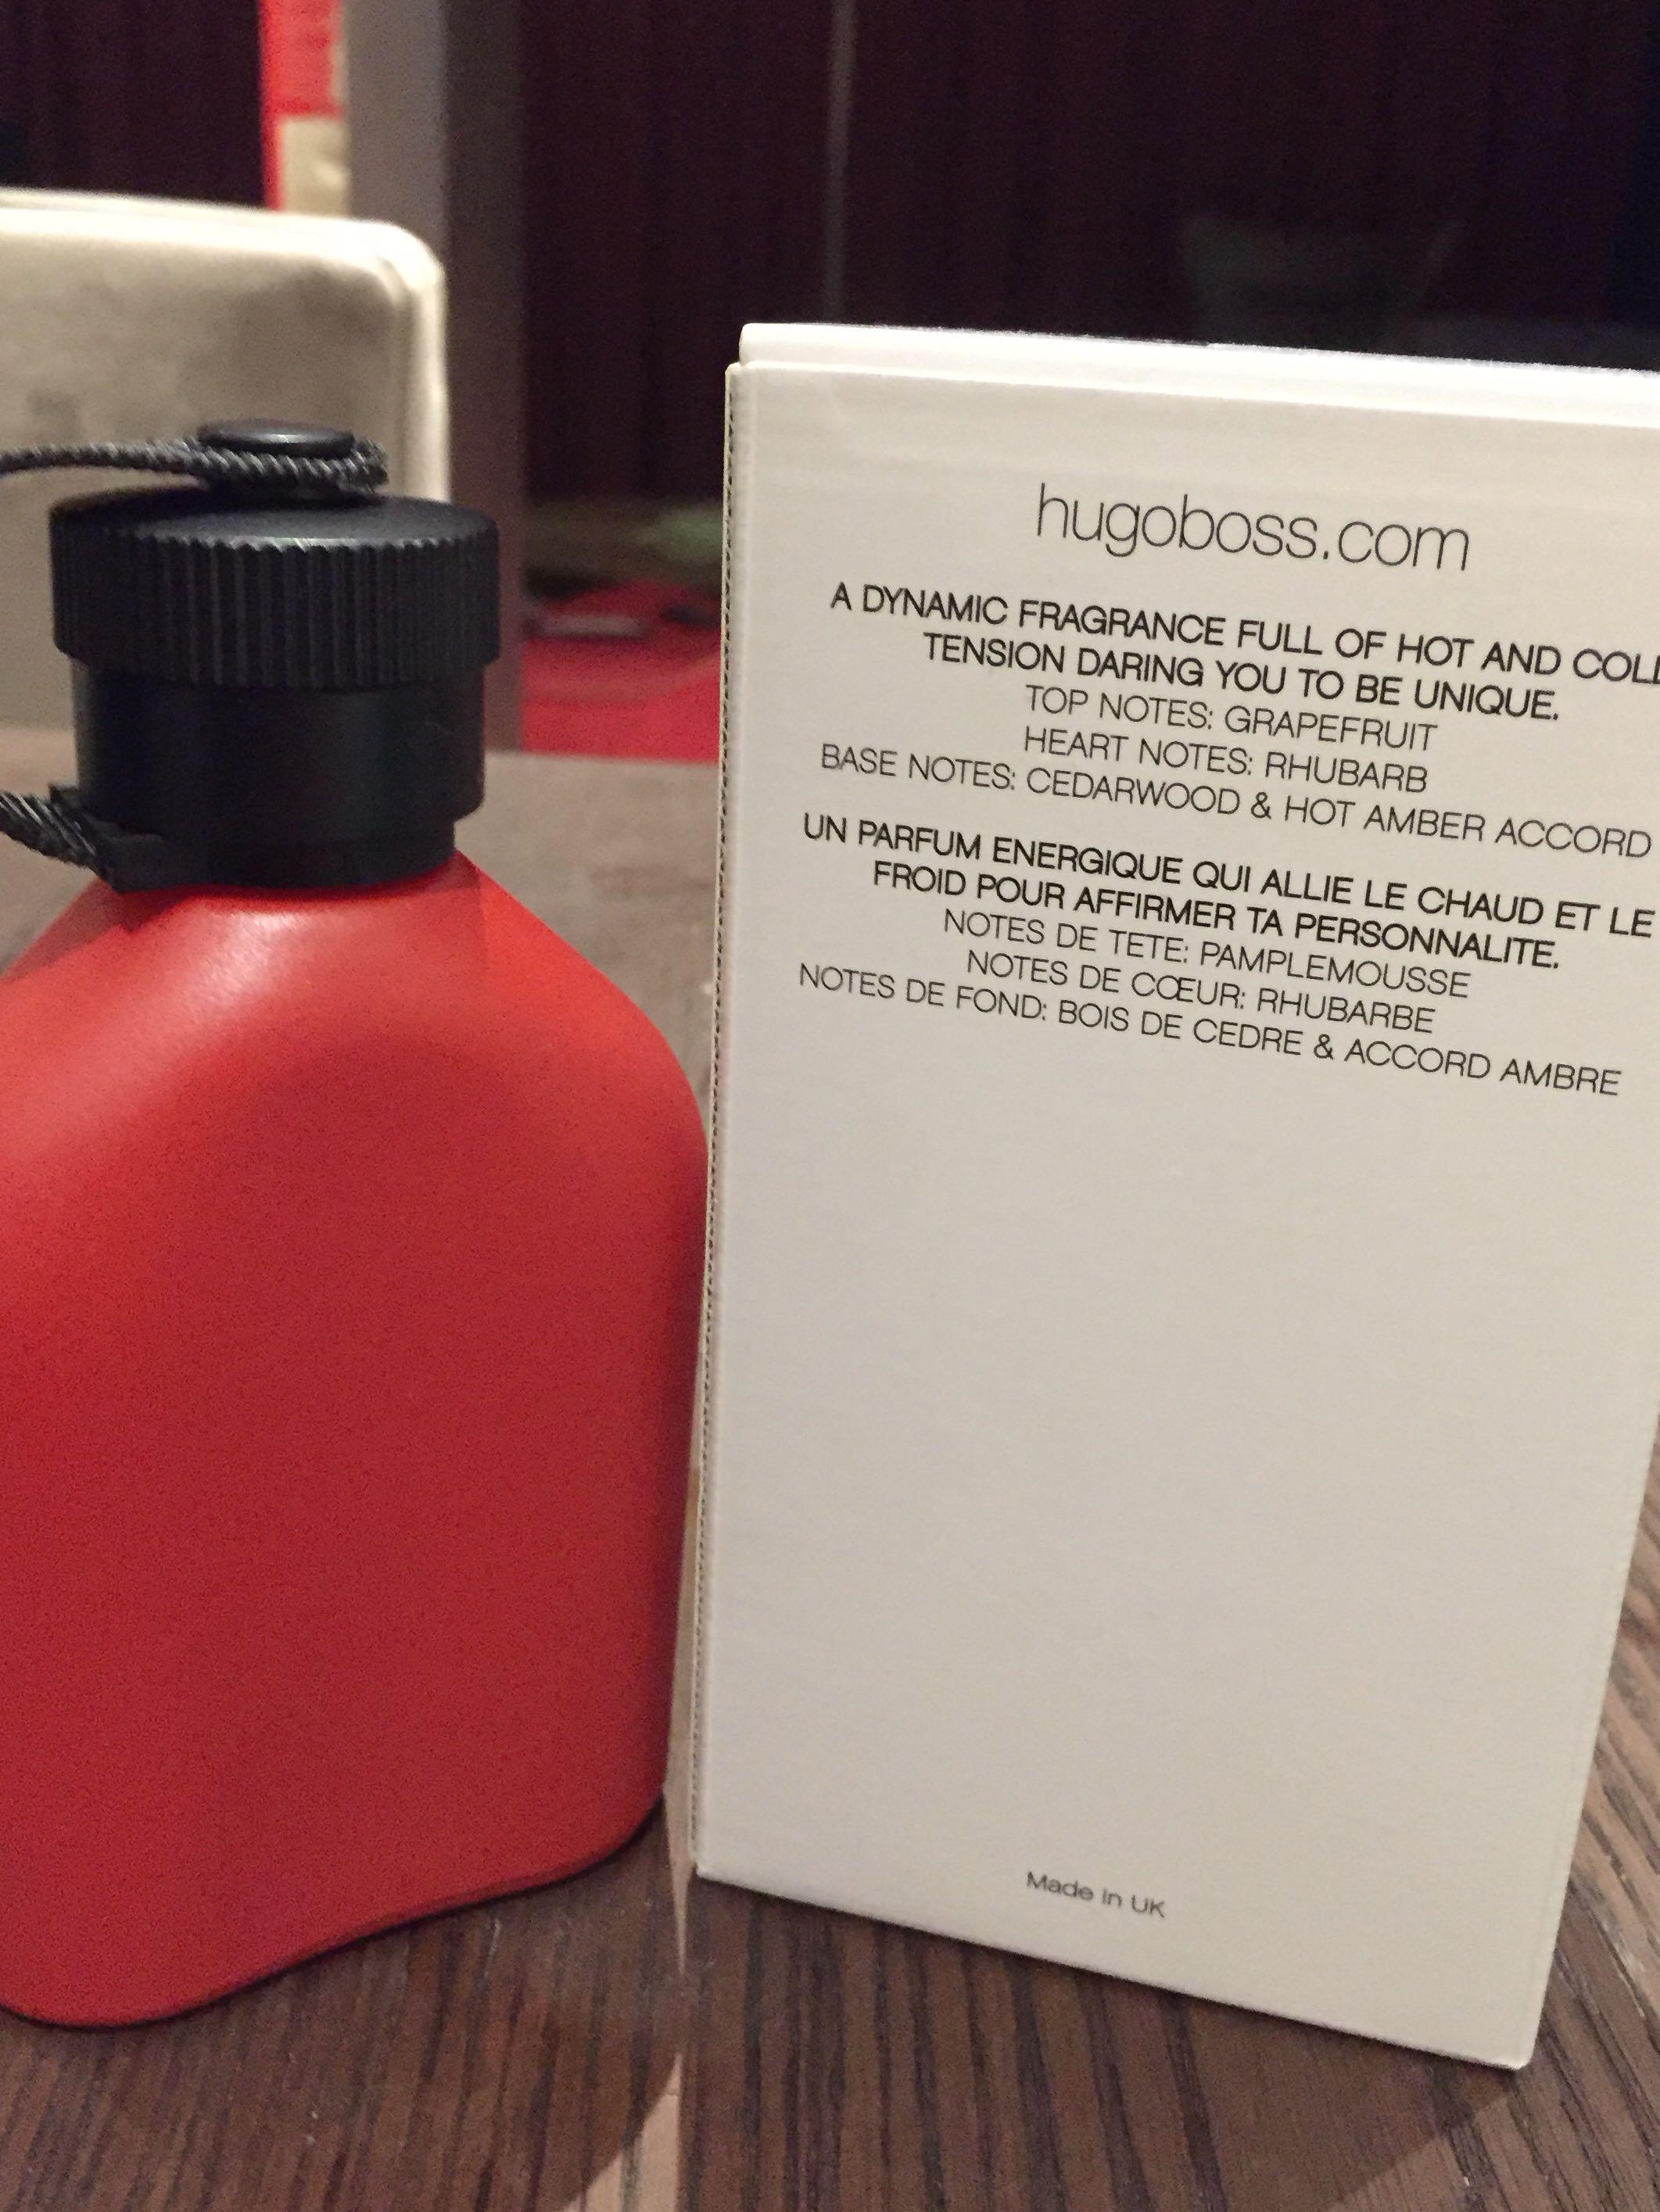 hugoboss.com
A DYNAMIC FRAGRANCE FULL OF HOT AND COLD
TENSION DARING YOU TO BE UNIQUE.
TOP NOTES: GRAPEFRUIT
HEART NOTES: RHUBARB
BASE NOTES: CEDARWOOD & HOT AMBER ACCORD
UN PARFUM ENERGIQUE QUI ALLIE LE CHAUD ET LE
FROID POUR AFFIRMER TA PERSONNALITE.
NOTES DE TETE: PAMPLEMOUSSE
NOTES DE CŒUR: RHUBARBE
NOTES DE FOND: BOIS DE CEDRE & ACCORD AMBRE
Made in UK